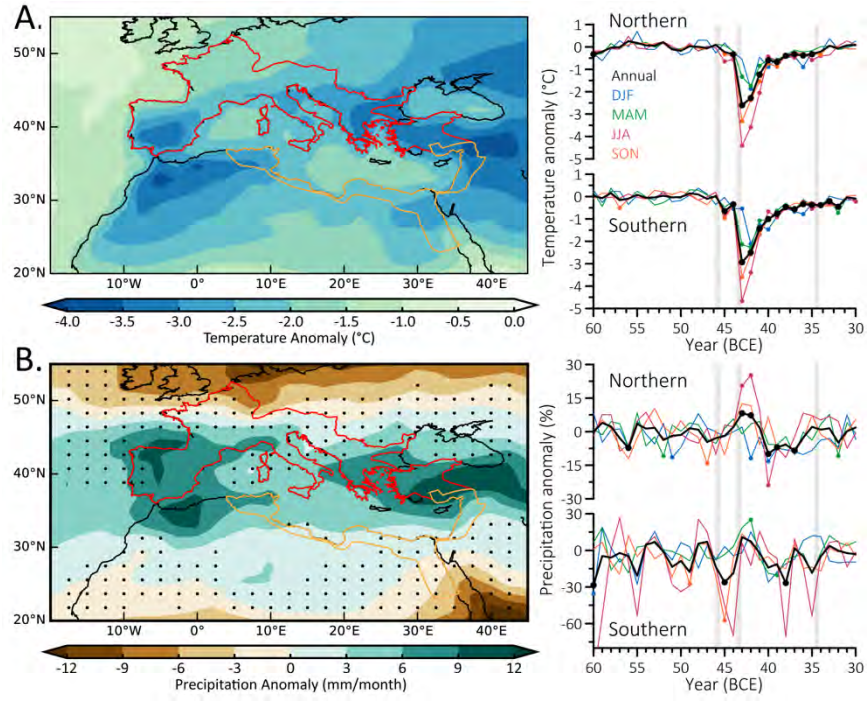 A.
50°N
40°N
30°N
20°N
10°W 0° 10°E 20°E 30°E 40°E
-4.0 -3.5 -3.0 -2.5 -2.0 -1.5 -1.0 -0.5 0.0
Temperature Anomaly (°C)
Northern
Annual
DJF
MAM
JJA
SON
1
0
-1
-2
-3
-4
-5
Temperature anomaly (°C)
1
0
-1
-2
-3
-4
-5
Southern
60 55 50 45 40 35 30
Year (BCE)
B.
50°N
40°N
30°N
20°N
10°W 0° 10°E 20°E 30°E 40°E
-12 -9 -6 -3 0 3 6 9 12
Precipitation Anomaly (mm/month)
Northern
30
15
0
-15
-30
Precipitation anomaly (%)
30
0
-30
-60
Southern
60 55 50 45 40 35 30
Year (BCE)